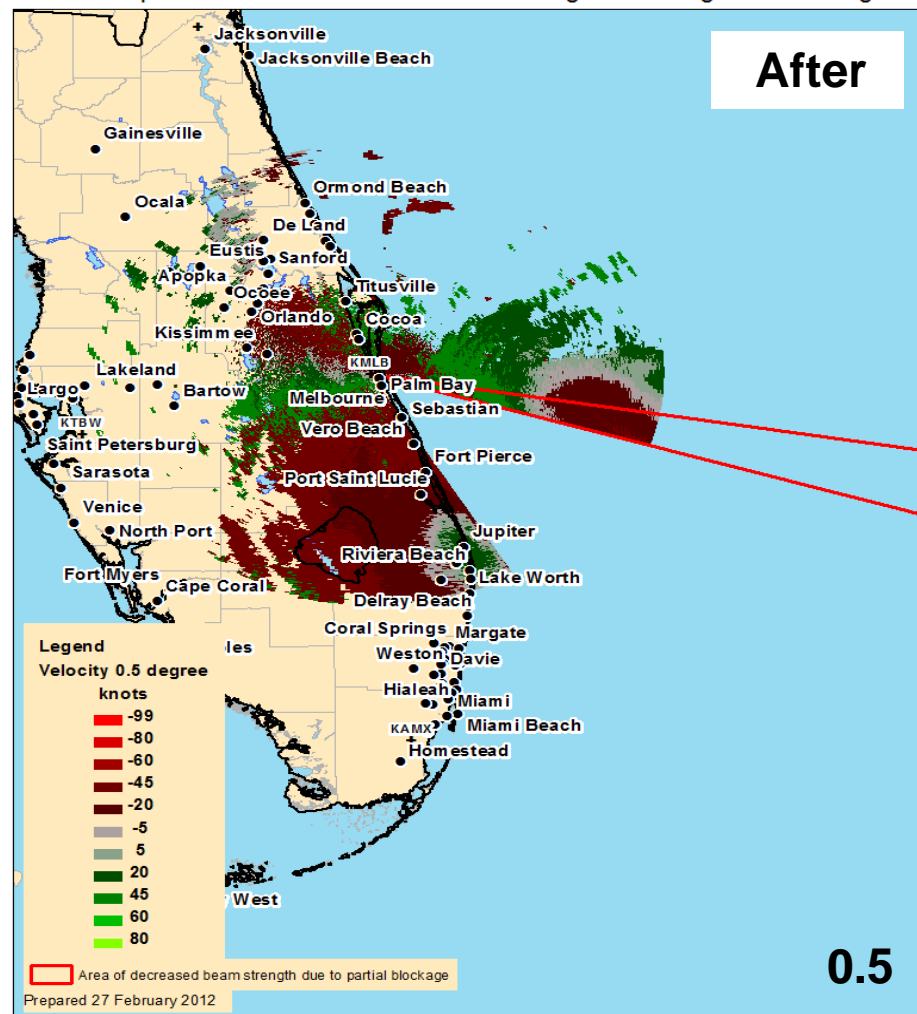 After
Jacksonville
Jacksonville Beach
Gainesville
Ormond Beach
Ocala
De Land
Eustis
Sanford
Apopka
Titusville
Ocoee
Orlando
Cocoa
Kissimmee
KMLB
Lakeland
Palm Bay
Largo
Bartow
Melbourne
Sebastian
KTBW
Vero Beach
Saint Petersburg
Fort Pierce
Sarasota
Port Saint Lucie
Venice
North Port
Jupiter
Riviera Beach
Fort Myers
Lake Worth
Cape Coral
Delray Beach
Coral Springs
Margate
Weston
Davie
Hialeah
Miami
KAMX
Miami Beach
Homestead
les
West
Legend
Velocity 0.5 degree
knots
-99
-80
-60
-45
-20
-5
5
20
45
60
80
Area of decreased beam strength due to partial blockage
Prepared 27 February 2012
0.5